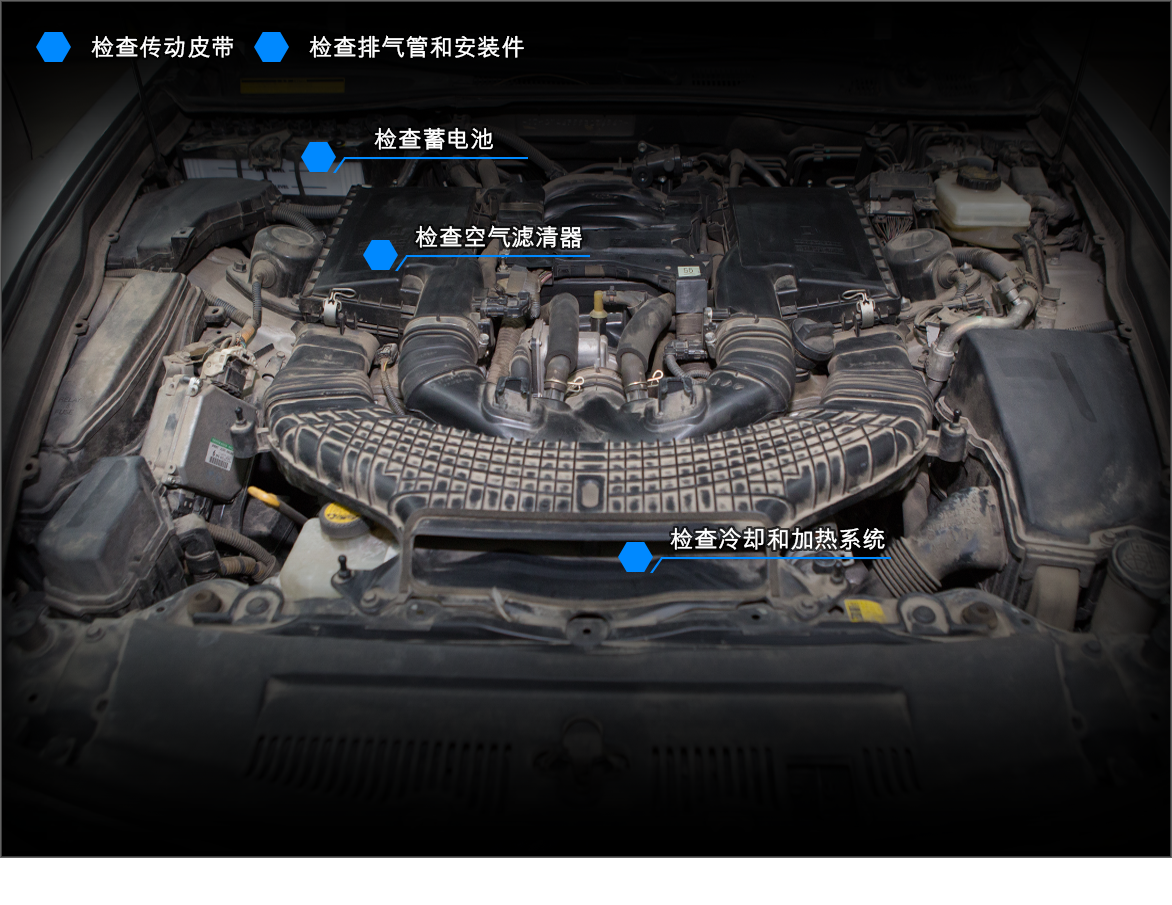 检查传动皮带
检查排气管和安装件
检查蓄电池
检查空气滤清器
检查冷却和加热系统